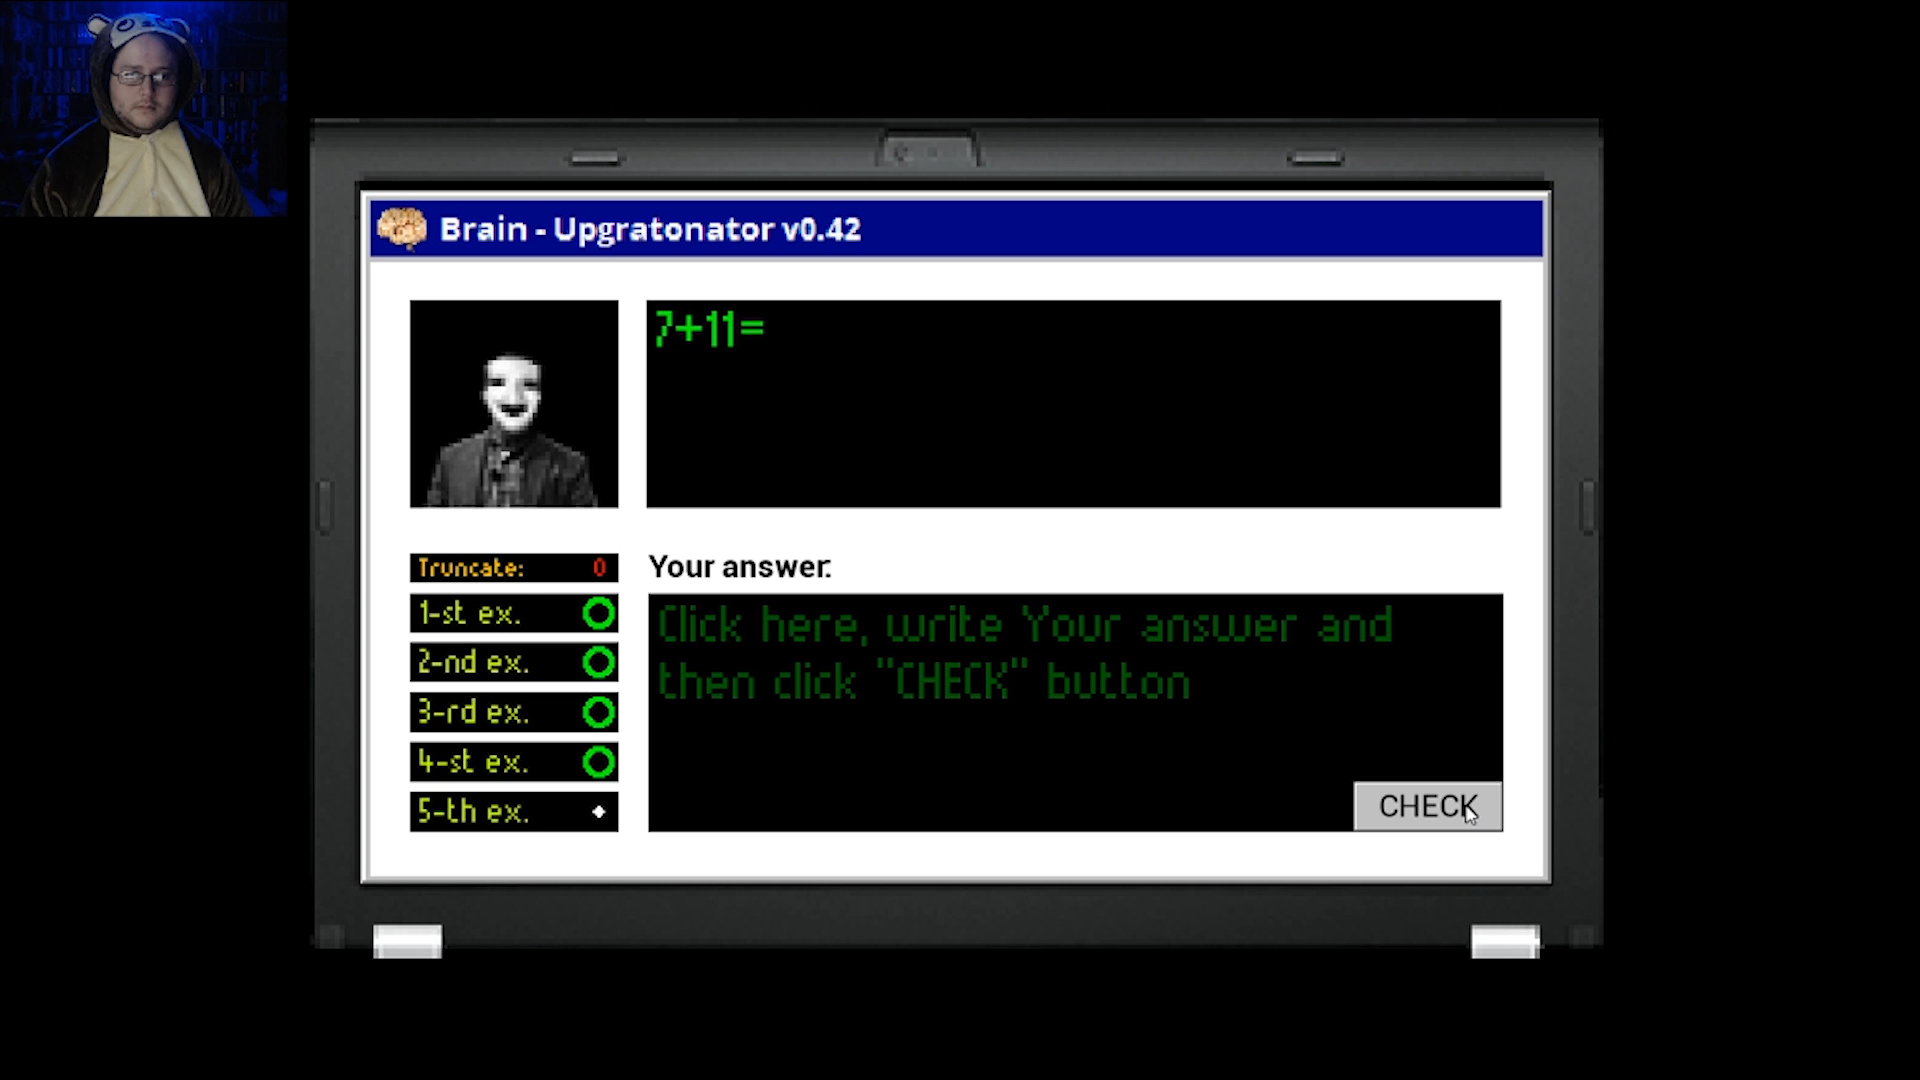 Brain - Upgratonator v0.42
7+11=
Truncate: 0
1-st ex.
2-nd ex.
3-rd ex.
4-st ex.
5-th ex.
Your answer:
Click here, write Your answer and
then click "CHECK" button
CHECK